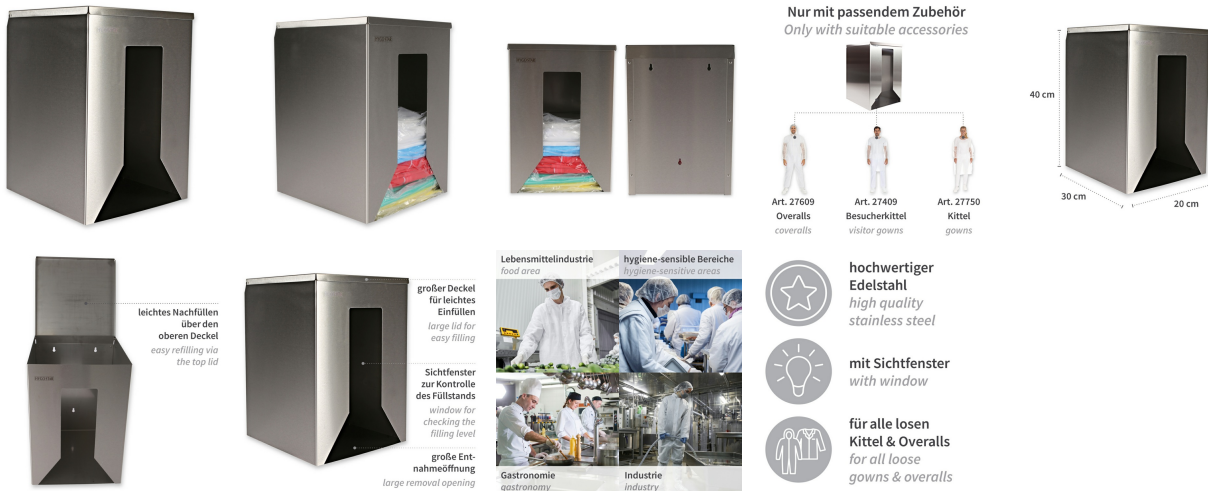 Nur mit passendem Zubehör
Only with suitable accessories
Art. 27609
Overalls
coveralls
Art. 27409
Besucherkittel
visitor gowns
Art. 27750
Kittel
gowns
40 cm
30 cm
20 cm
leichtes Nachfüllen
über den
oberen Deckel
easy refilling via
the top lid
großer Deckel
für leichtes
Einfüllen
large lid for
easy filling
Sichtfenster
zur Kontrolle
des Füllstands
window for
checking the
filling level
große Ent-
nahmeöffnung
large removal opening
Lebensmittelindustrie
food area
hygiene-sensible Bereiche
hygiene-sensitive areas
Gastronomie
gastronomy
Industrie
industry
hochwertiger
Edelstahl
high quality
stainless steel
mit Sichtfenster
with window
für alle losen
Kittel & Overalls
for all loose
gowns & overalls